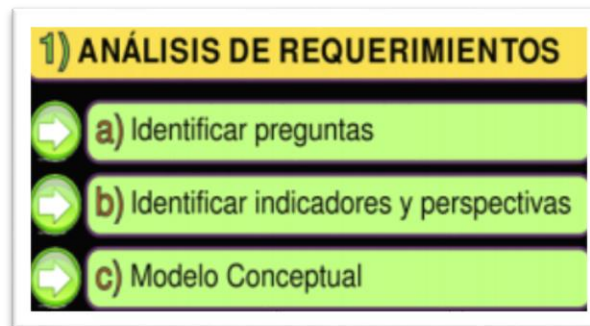 1) ANÁLISIS DE REQUERIMIENTOS
a) Identificar preguntas
b) Identificar indicadores y perspectivas
c) Modelo Conceptual